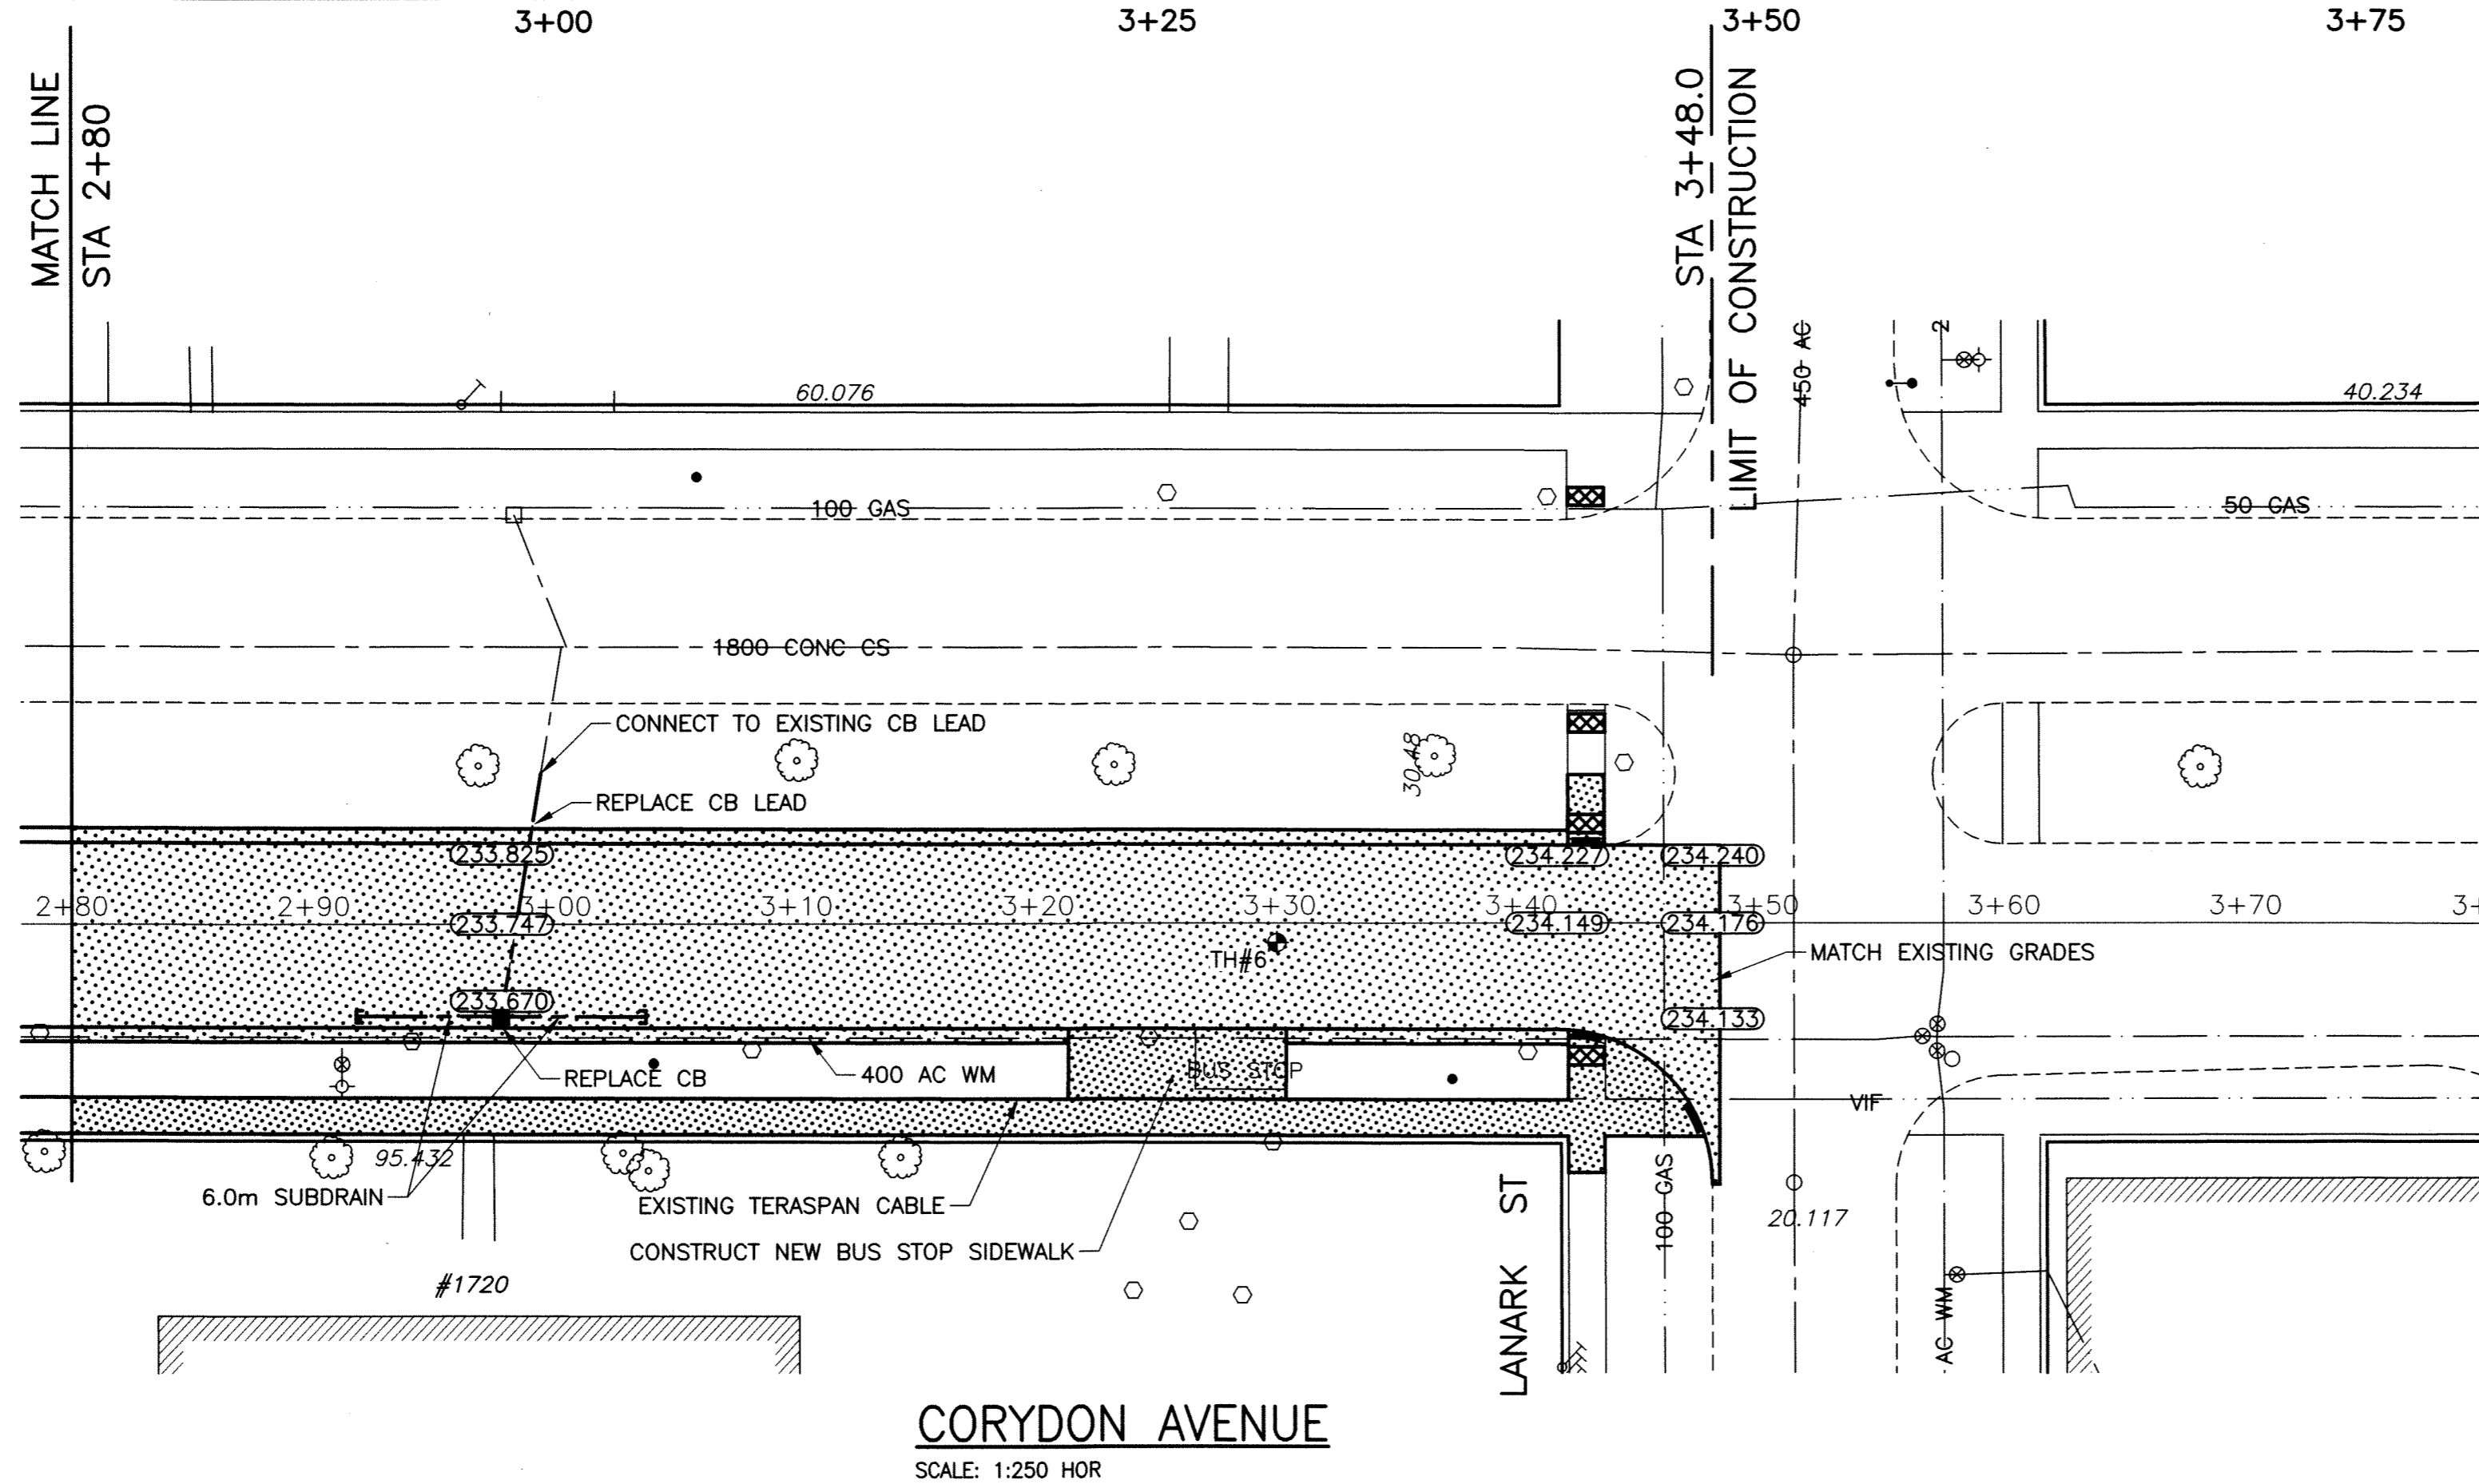 3+00 3+25 3+50 3+75
MATCH LINE
STA 2+80
STA 3+48.0
LIMIT OF CONSTRUCTION
450 AC
2
60.076
40.234
100 GAS
50 GAS
1800 CONC CS
CONNECT TO EXISTING CB LEAD
30.48
REPLACE CB LEAD
233.825
234.227
234.240
2+80 2+90 3+00 3+10 3+20 3+30 3+40 3+50 3+60 3+70 3+
233.747
234.149
234.176
MATCH EXISTING GRADES
TH#6
233.670
234.133
REPLACE CB
400 AC WM
BUS STOP
VIF
95.432
6.0m SUBDRAIN
EXISTING TERASPAN CABLE
CONSTRUCT NEW BUS STOP SIDEWALK
100 GAS
20.117
LANARK ST
AC WM
#1720
CORYDON AVENUE
SCALE: 1:250 HOR